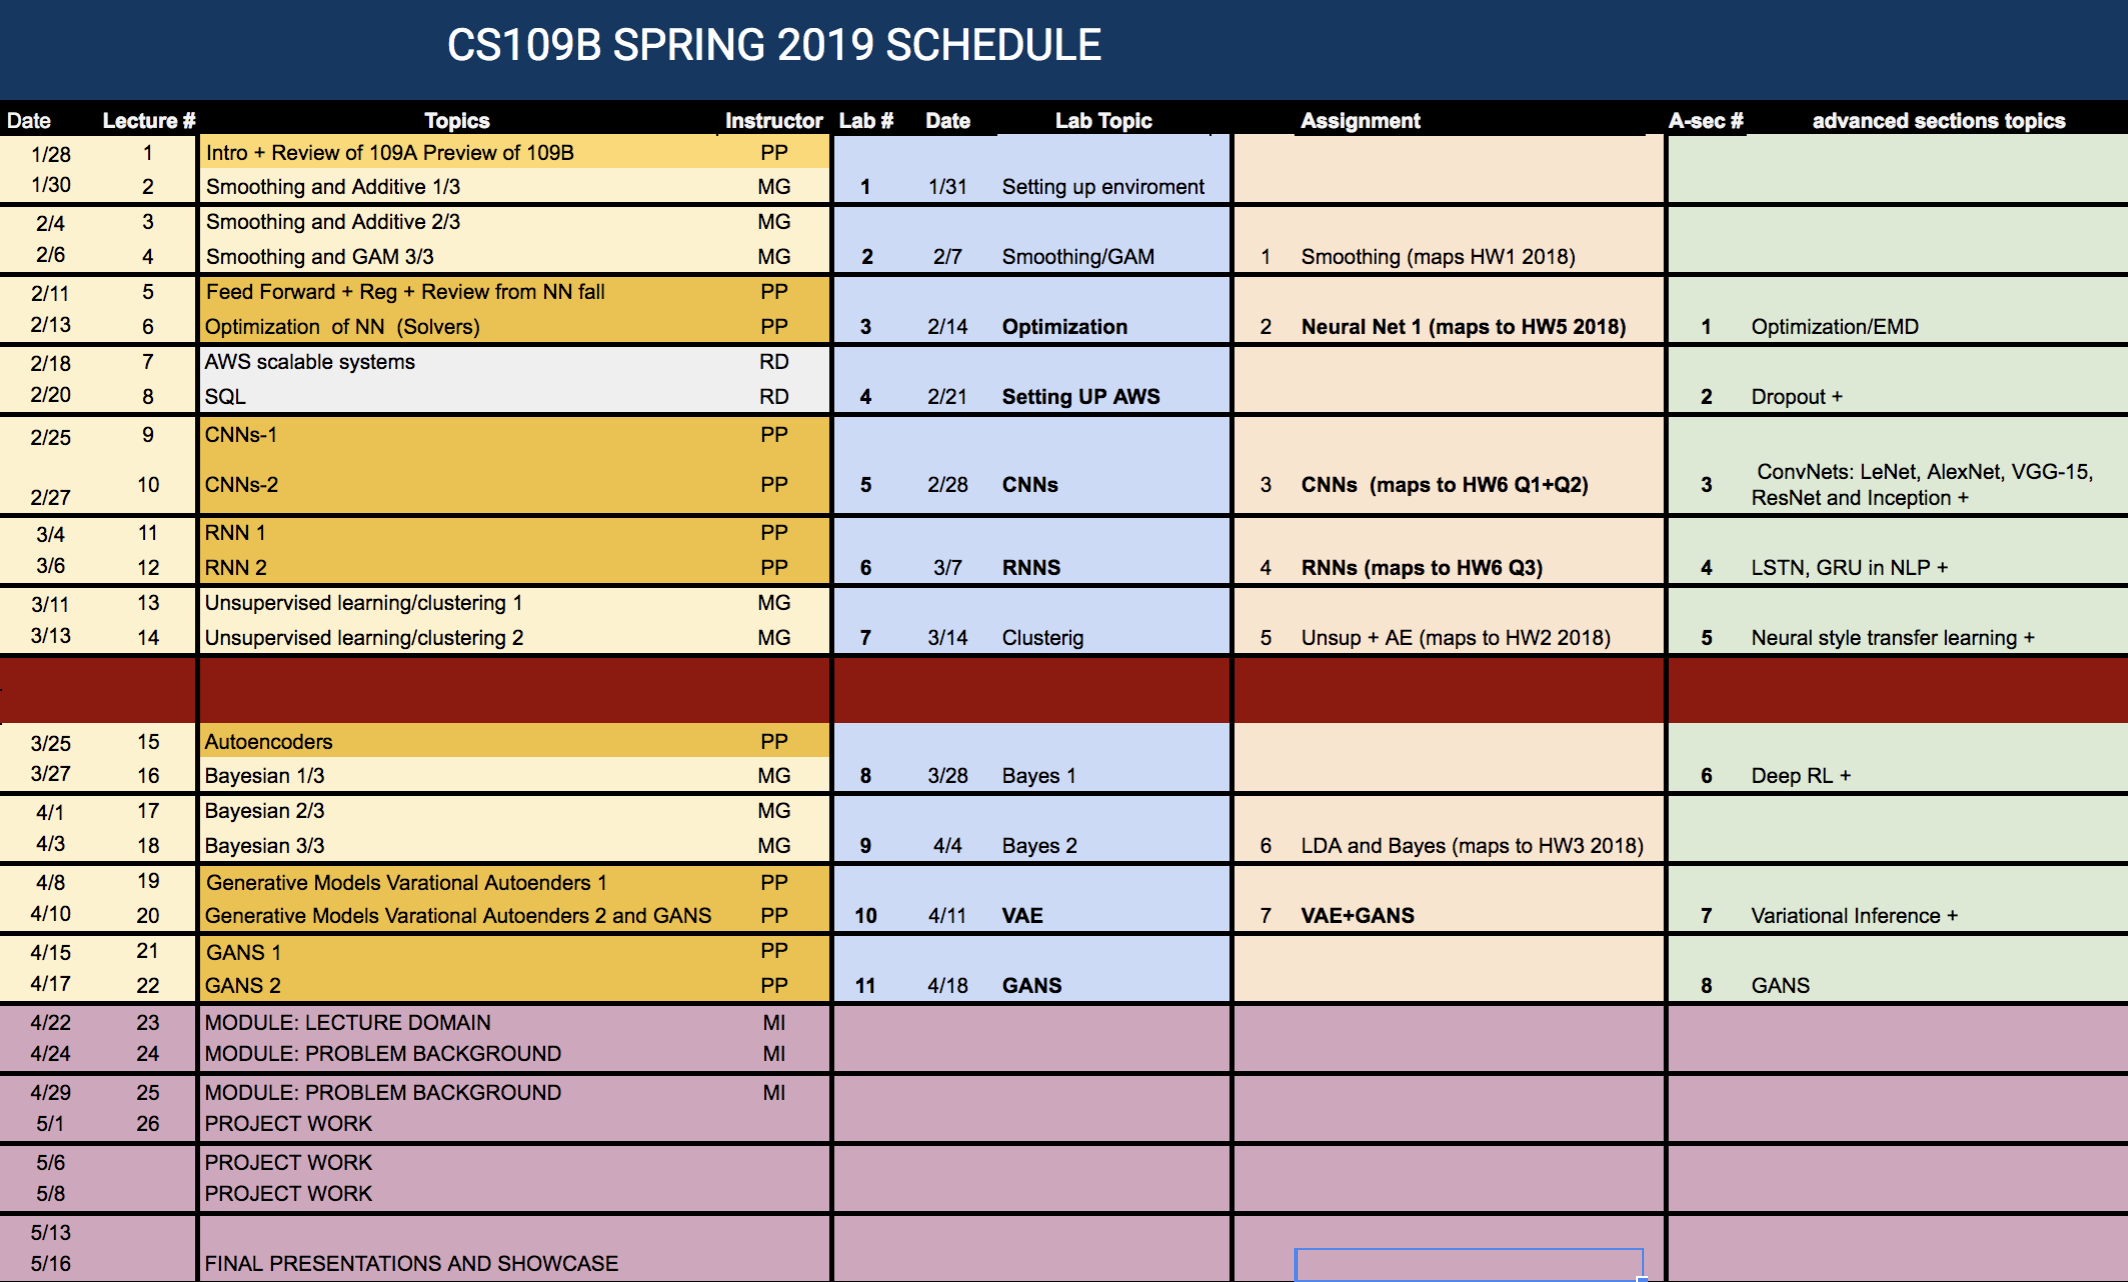 CS109B SPRING 2019 SCHEDULE
Date Lecture # Topics Instructor Lab # Date Lab Topic Assignment A-sec # advanced sections topics
1/28 1 Intro + Review of 109A Preview of 109B PP
1/30 2 Smoothing and Additive 1/3 MG 1 1/31 Setting up enviroment
2/4 3 Smoothing and Additive 2/3 MG
2/6 4 Smoothing and GAM 3/3 MG 2 2/7 Smoothing/GAM 1 Smoothing (maps HW1 2018)
2/11 5 Feed Forward + Reg + Review from NN fall PP
2/13 6 Optimization of NN (Solvers) PP 3 2/14 Optimization 2 Neural Net 1 (maps to HW5 2018) 1 Optimization/EMD
2/18 7 AWS scalable systems RD
2/20 8 SQL RD 4 2/21 Setting UP AWS 2 Dropout +
2/25 9 CNNs-1 PP
2/27 10 CNNs-2 PP 5 2/28 CNNs 3 CNNs (maps to HW6 Q1+Q2) 3 ConvNets: LeNet, AlexNet, VGG-15,
ResNet and Inception +
3/4 11 RNN 1 PP
3/6 12 RNN 2 PP 6 3/7 RNNS 4 RNNs (maps to HW6 Q3) 4 LSTN, GRU in NLP +
3/11 13 Unsupervised learning/clustering 1 MG
3/13 14 Unsupervised learning/clustering 2 MG 7 3/14 Clusterig 5 Unsup + AE (maps to HW2 2018) 5 Neural style transfer learning +
3/25 15 Autoencoders PP
3/27 16 Bayesian 1/3 MG 8 3/28 Bayes 1 6 Deep RL +
4/1 17 Bayesian 2/3 MG
4/3 18 Bayesian 3/3 MG 9 4/4 Bayes 2 6 LDA and Bayes (maps to HW3 2018)
4/8 19 Generative Models Varational Autoenders 1 PP
4/10 20 Generative Models Varational Autoenders 2 and GANS PP 10 4/11 VAE 7 VAE+GANS 7 Variational Inference +
4/15 21 GANS 1 PP
4/17 22 GANS 2 PP 11 4/18 GANS 8 GANS
4/22 23 MODULE: LECTURE DOMAIN MI
4/24 24 MODULE: PROBLEM BACKGROUND MI
4/29 25 MODULE: PROBLEM BACKGROUND MI
5/1 26 PROJECT WORK
5/6 PROJECT WORK
5/8 PROJECT WORK
5/13
5/16 FINAL PRESENTATIONS AND SHOWCASE